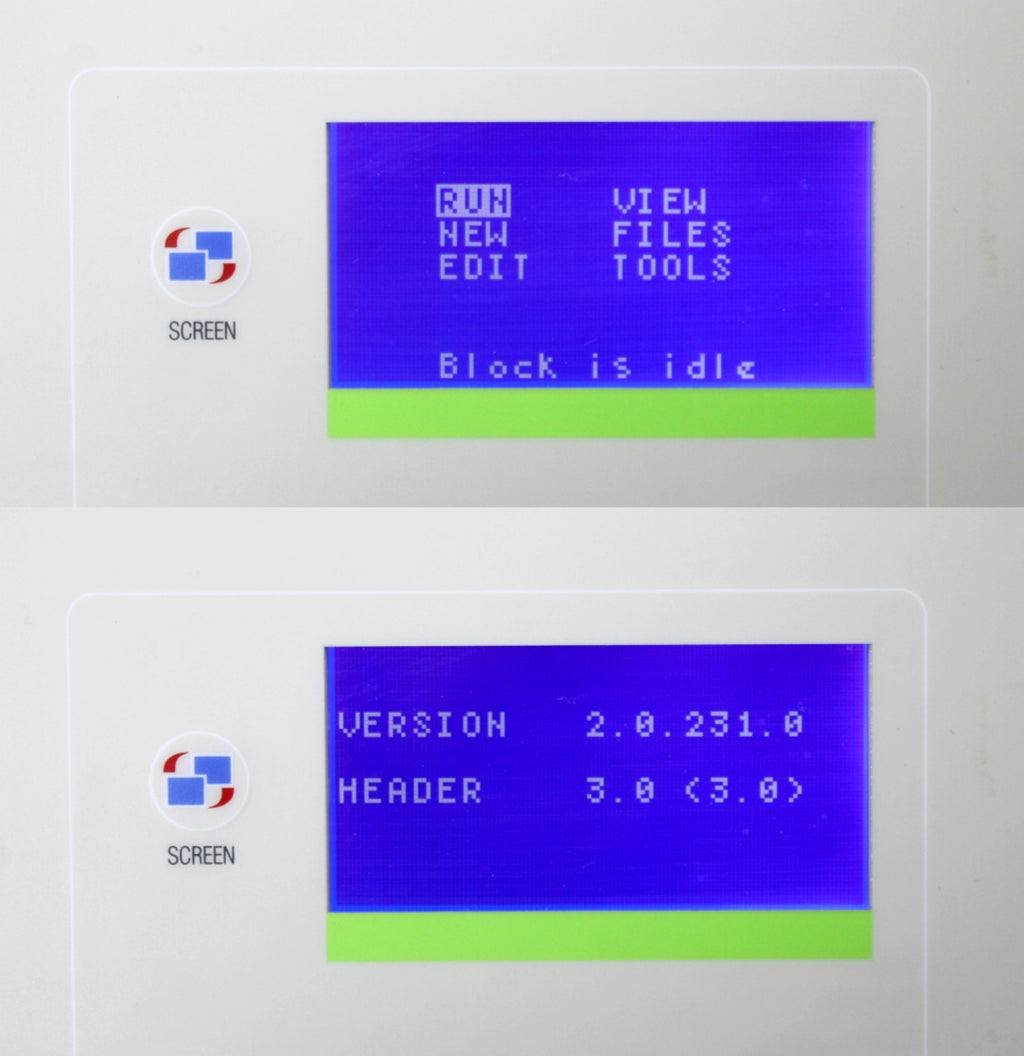 RUN VIEW
NEW FILES
EDIT TOOLS
SCREEN
Block is idle
VERSION 2.0.231.0
HEADER 3.0 (3.0)
SCREEN